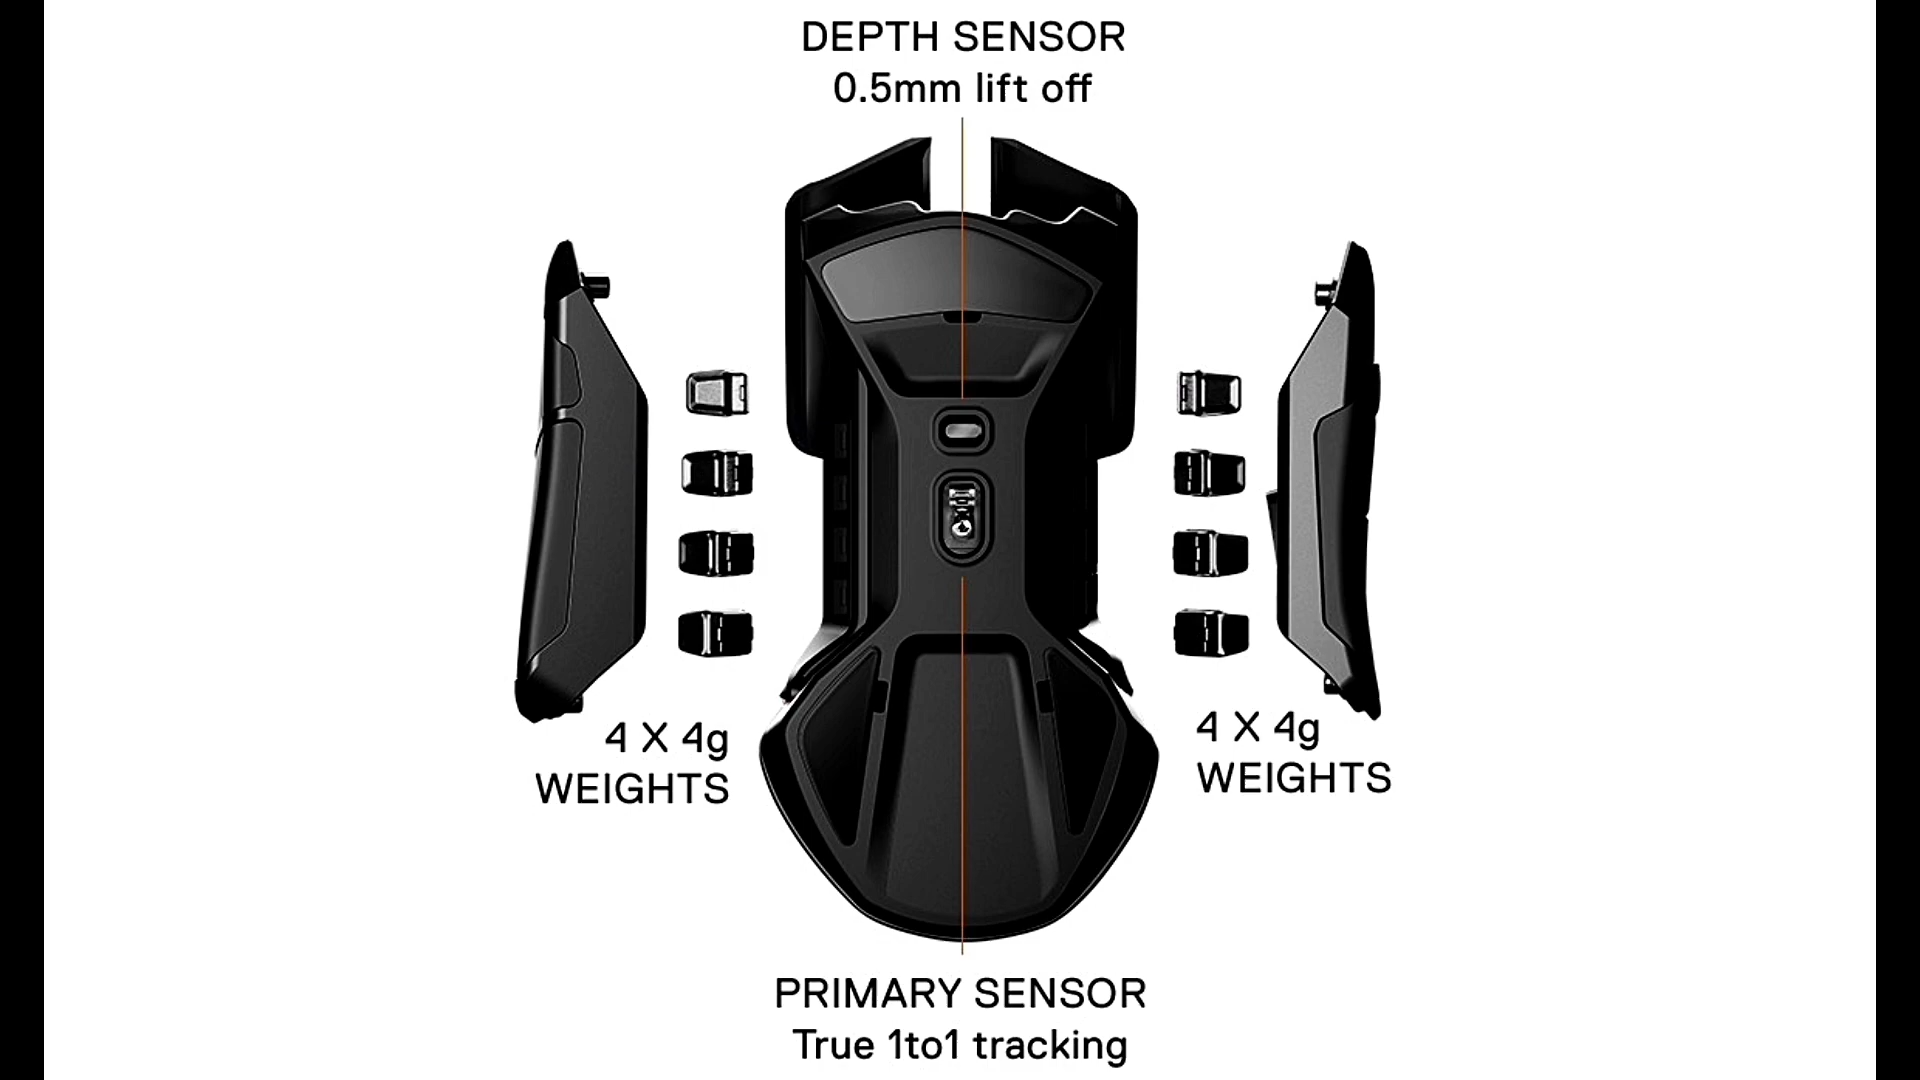 DEPTH SENSOR
0.5mm lift off
4 X 4g
WEIGHTS
4 X 4g
WEIGHTS
PRIMARY SENSOR
True 1to1 tracking